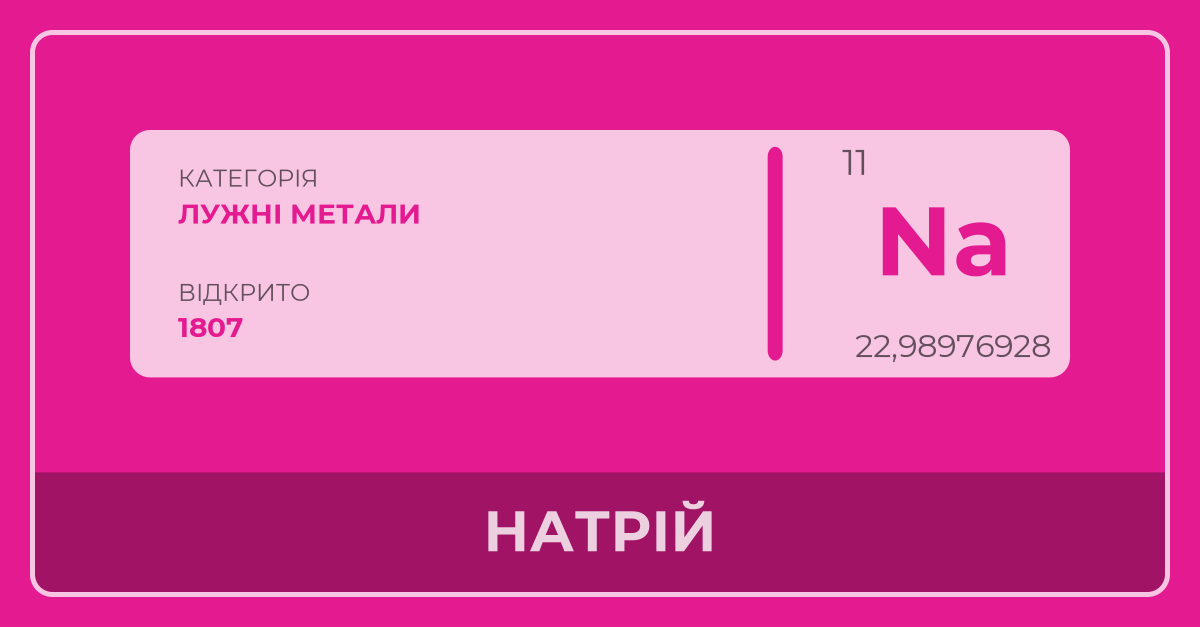 КАТЕГОРІЯ
ЛУЖНІ МЕТАЛИ
ВІДКРИТО
1807
11
Na
22,98976928
НАТРІЙ